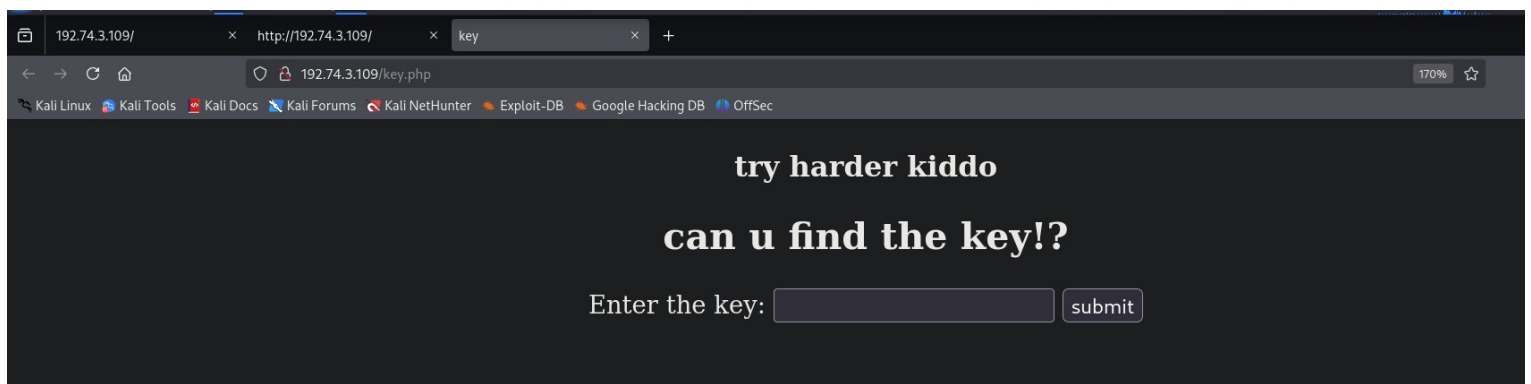 192.74.3.109/ × http://192.74.3.109/ × key × +
192.74.3.109/key.php 170%
Kali Linux Kali Tools Kali Docs Kali Forums Kali NetHunter Exploit-DB Google Hacking DB OffSec
try harder kiddo
can u find the key!?
Enter the key: submit